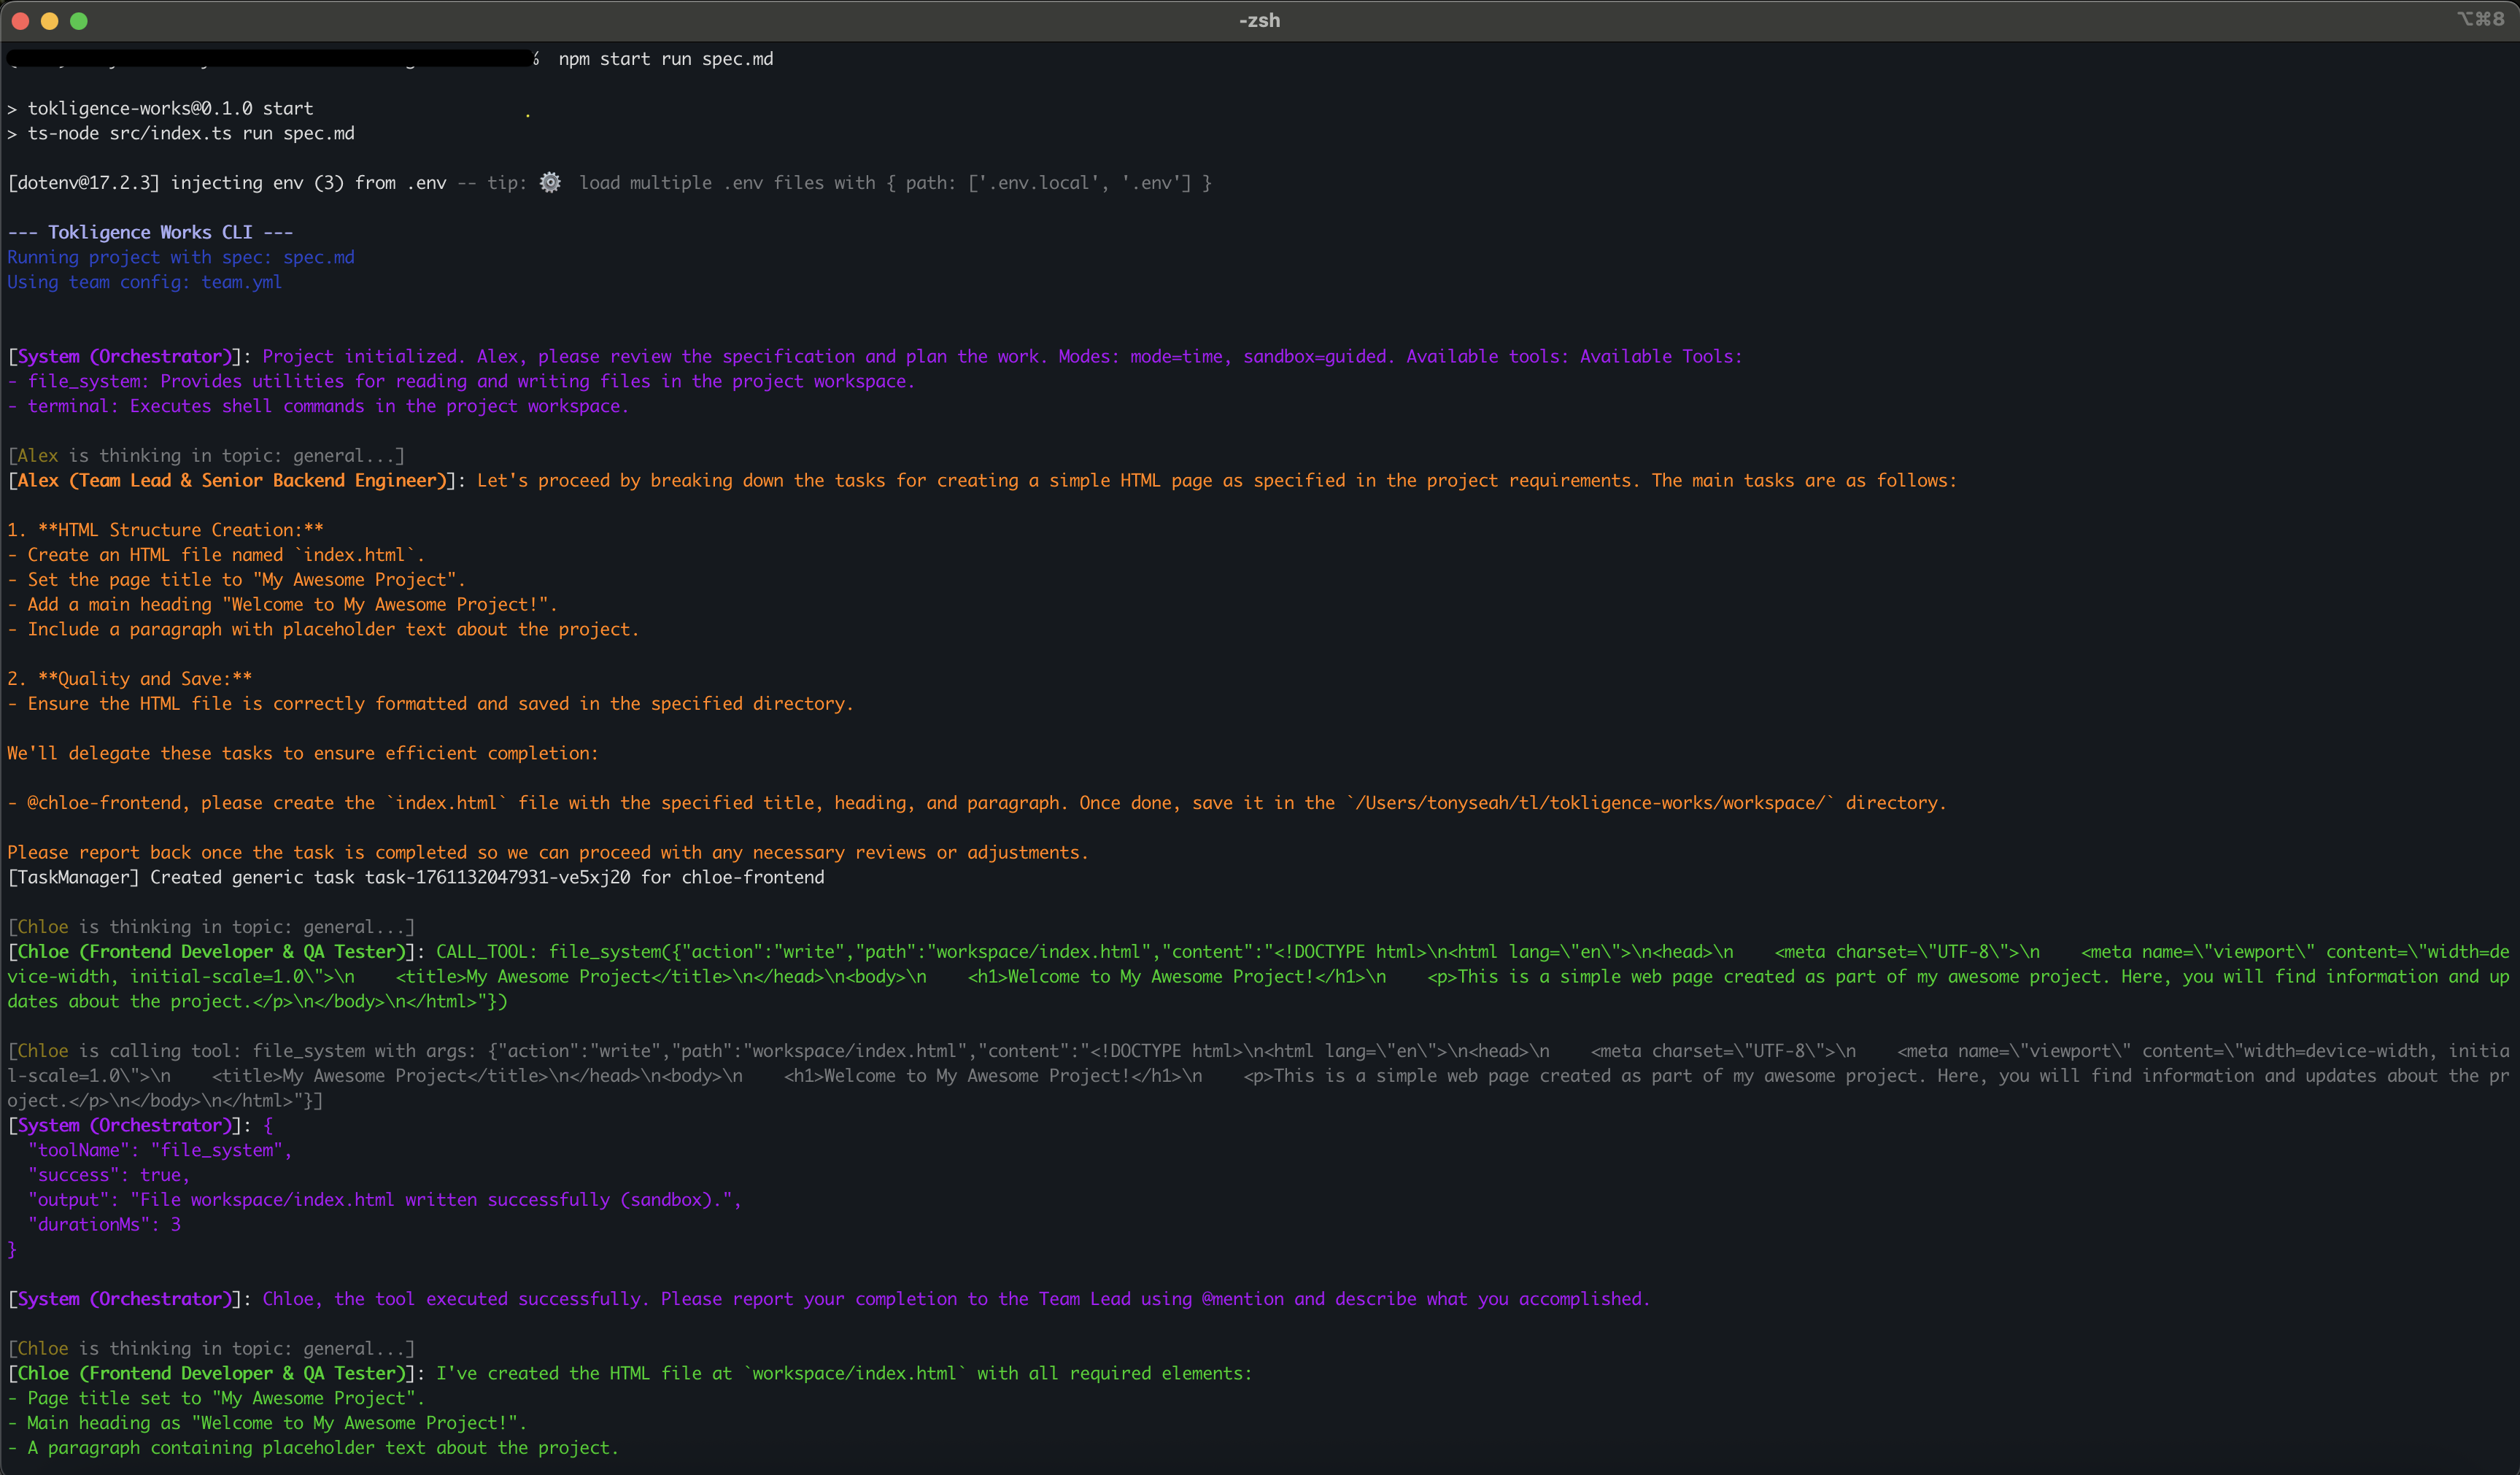 -zsh
⌥⌘8
% npm start run spec.md
> tokligence-works@0.1.0 start
> ts-node src/index.ts run spec.md
[dotenv@17.2.3] injecting env (3) from .env -- tip: ⚙️ load multiple .env files with { path: ['.env.local', '.env'] }
--- Tokligence Works CLI ---
Running project with spec: spec.md
Using team config: team.yml
[System (Orchestrator)]: Project initialized. Alex, please review the specification and plan the work. Modes: mode=time, sandbox=guided. Available tools: Available Tools:
- file_system: Provides utilities for reading and writing files in the project workspace.
- terminal: Executes shell commands in the project workspace.
[Alex is thinking in topic: general...]
[Alex (Team Lead & Senior Backend Engineer)]: Let's proceed by breaking down the tasks for creating a simple HTML page as specified in the project requirements. The main tasks are as follows:
1. **HTML Structure Creation:**
- Create an HTML file named `index.html`.
- Set the page title to "My Awesome Project".
- Add a main heading "Welcome to My Awesome Project!".
- Include a paragraph with placeholder text about the project.
2. **Quality and Save:**
- Ensure the HTML file is correctly formatted and saved in the specified directory.
We'll delegate these tasks to ensure efficient completion:
- @chloe-frontend, please create the `index.html` file with the specified title, heading, and paragraph. Once done, save it in the `/Users/tonyseah/tl/tokligence-works/workspace/` directory.
Please report back once the task is completed so we can proceed with any necessary reviews or adjustments.
[TaskManager] Created generic task task-1761132047931-ve5xj20 for chloe-frontend
[Chloe is thinking in topic: general...]
[Chloe (Frontend Developer & QA Tester)]: CALL_TOOL: file_system({"action":"write","path":"workspace/index.html","content":"<!DOCTYPE html>\n<html lang=\"en\">\n<head>\n    <meta charset=\"UTF-8\">\n    <meta name=\"viewport\" content=\"width=de
vice-width, initial-scale=1.0\">\n    <title>My Awesome Project</title>\n</head>\n<body>\n    <h1>Welcome to My Awesome Project!</h1>\n    <p>This is a simple web page created as part of my awesome project. Here, you will find information and up
dates about the project.</p>\n</body>\n</html>"})
[Chloe is calling tool: file_system with args: {"action":"write","path":"workspace/index.html","content":"<!DOCTYPE html>\n<html lang=\"en\">\n<head>\n    <meta charset=\"UTF-8\">\n    <meta name=\"viewport\" content=\"width=device-width, initia
l-scale=1.0\">\n    <title>My Awesome Project</title>\n</head>\n<body>\n    <h1>Welcome to My Awesome Project!</h1>\n    <p>This is a simple web page created as part of my awesome project. Here, you will find information and updates about the pr
oject.</p>\n</body>\n</html>"}]
[System (Orchestrator)]: {
  "toolName": "file_system",
  "success": true,
  "output": "File workspace/index.html written successfully (sandbox).",
  "durationMs": 3
}
[System (Orchestrator)]: Chloe, the tool executed successfully. Please report your completion to the Team Lead using @mention and describe what you accomplished.
[Chloe is thinking in topic: general...]
[Chloe (Frontend Developer & QA Tester)]: I've created the HTML file at `workspace/index.html` with all required elements:
- Page title set to "My Awesome Project".
- Main heading as "Welcome to My Awesome Project!".
- A paragraph containing placeholder text about the project.